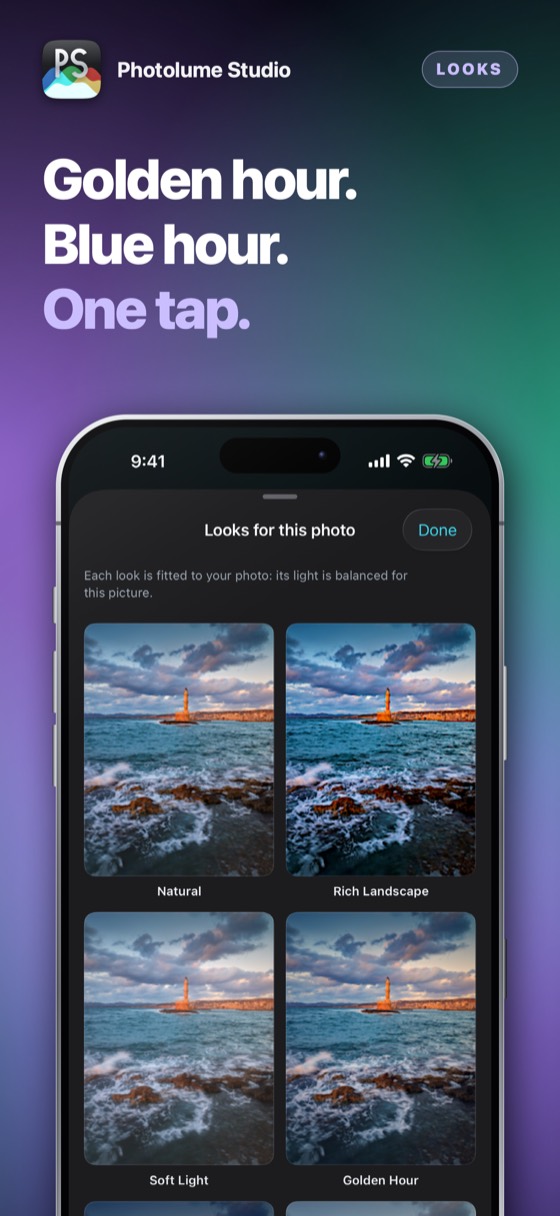 PS
Photolume Studio
LOOKS
Golden hour.
Blue hour.
One tap.
9:41
Looks for this photo
Done
Each look is fitted to your photo: its light is balanced for
this picture.
Natural
Rich Landscape
Soft Light
Golden Hour